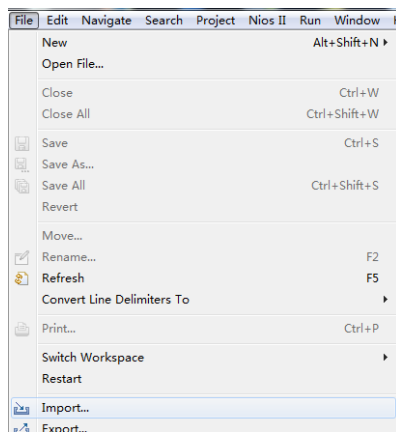 File Edit Navigate Search Project Nios II Run Window
New Alt+Shift+N
Open File...
Close Ctrl+W
Close All Ctrl+Shift+W
Save Ctrl+S
Save As...
Save All Ctrl+Shift+S
Revert
Move...
Rename... F2
Refresh F5
Convert Line Delimiters To
Print... Ctrl+P
Switch Workspace
Restart
Import...
Export...